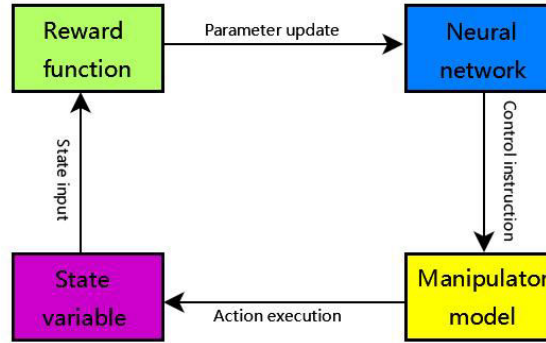 Reward
function
Parameter update
Neural
network
State input
Control instruction
State
variable
Action execution
Manipulator
model